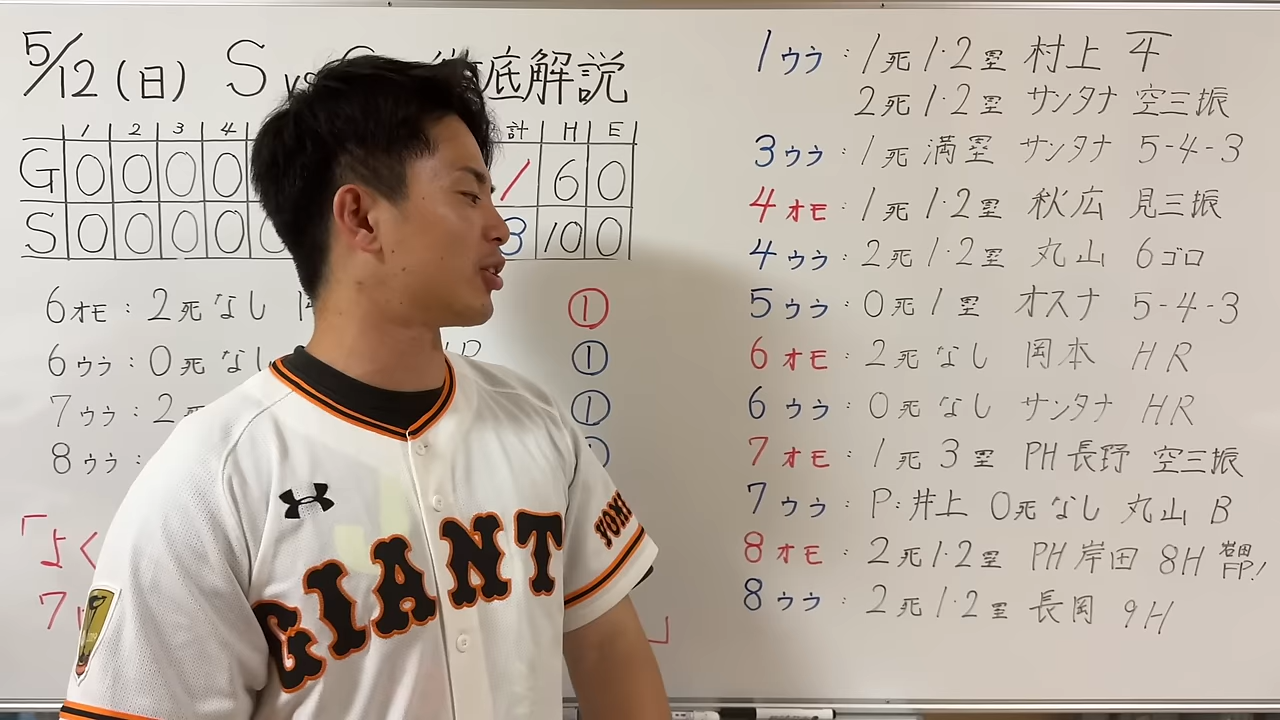 5/12(日) S vs 底解説
1 2 3 4 計 H E
G 0 0 0 0 1 6 0
S 0 0 0 0 0 3 10 0
6オモ:2死なし ①
6ウラ:0死なし HR ①
7ウラ:2死 ①
8ウラ:
「よく
7
」
1ウラ:1死1・2塁 村上 4
2死1・2塁 サンタナ 空三振
3ウラ:1死満塁 サンタナ 5-4-3
4オモ:1死1・2塁 秋広 見三振
4ウラ:2死1・2塁 丸山 6ゴロ
5ウラ:0死1塁 オスナ 5-4-3
6オモ:2死なし 岡本 HR
6ウラ:0死なし サンタナ HR
7オモ:1死3塁 PH長野 空三振
7ウラ:P:井上 0死なし 丸山 B
8オモ:2死1・2塁 PH岸田 8H 岩田FP!
8ウラ:2死1・2塁 長岡 9H
GIANT
YOMI